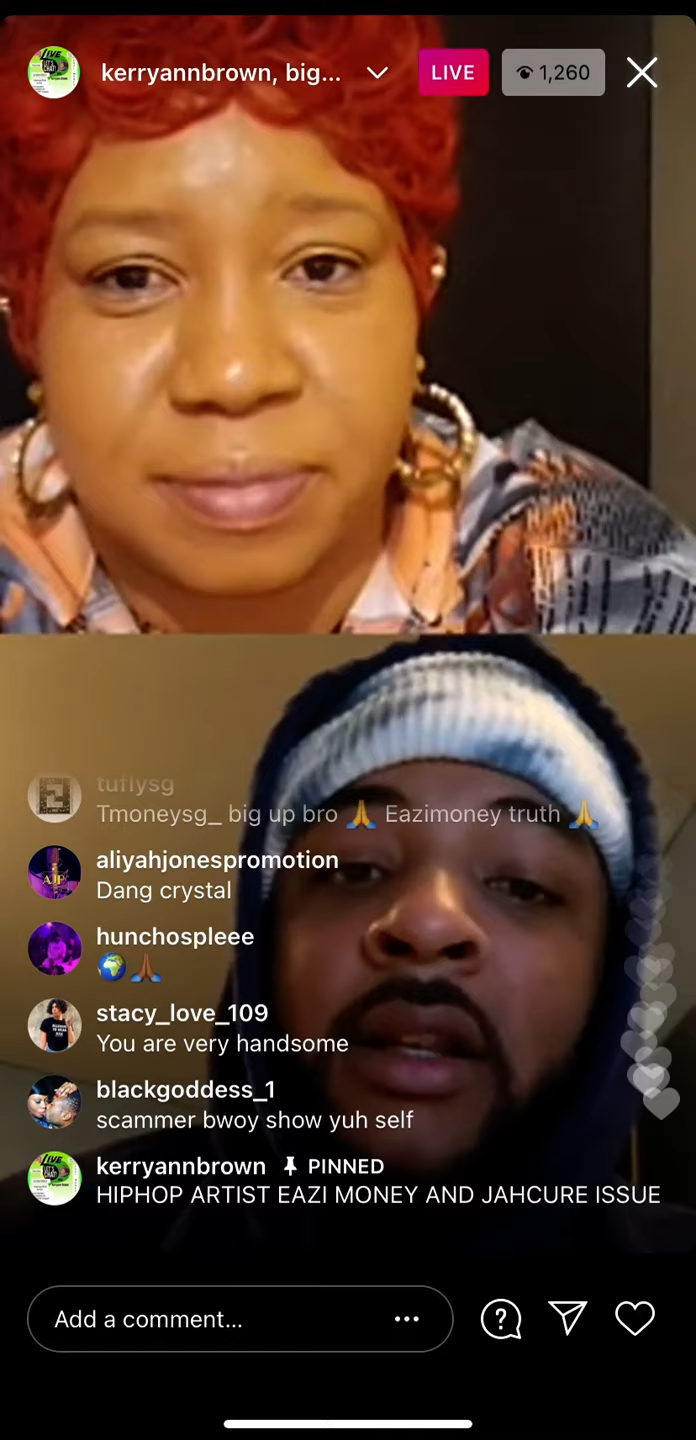 kerryannbrown, big...
LIVE
1,260
tuflysg
Tmoneysg_ big up bro 🙏 Eazimoney truth 🙏
aliyahjonespromotion
Dang crystal
hunchospleee
🌍🙏🏾
stacy_love_109
You are very handsome
blackgoddess_1
scammer bwoy show yuh self
kerryannbrown PINNED
HIPHOP ARTIST EAZI MONEY AND JAHCURE ISSUE
Add a comment...